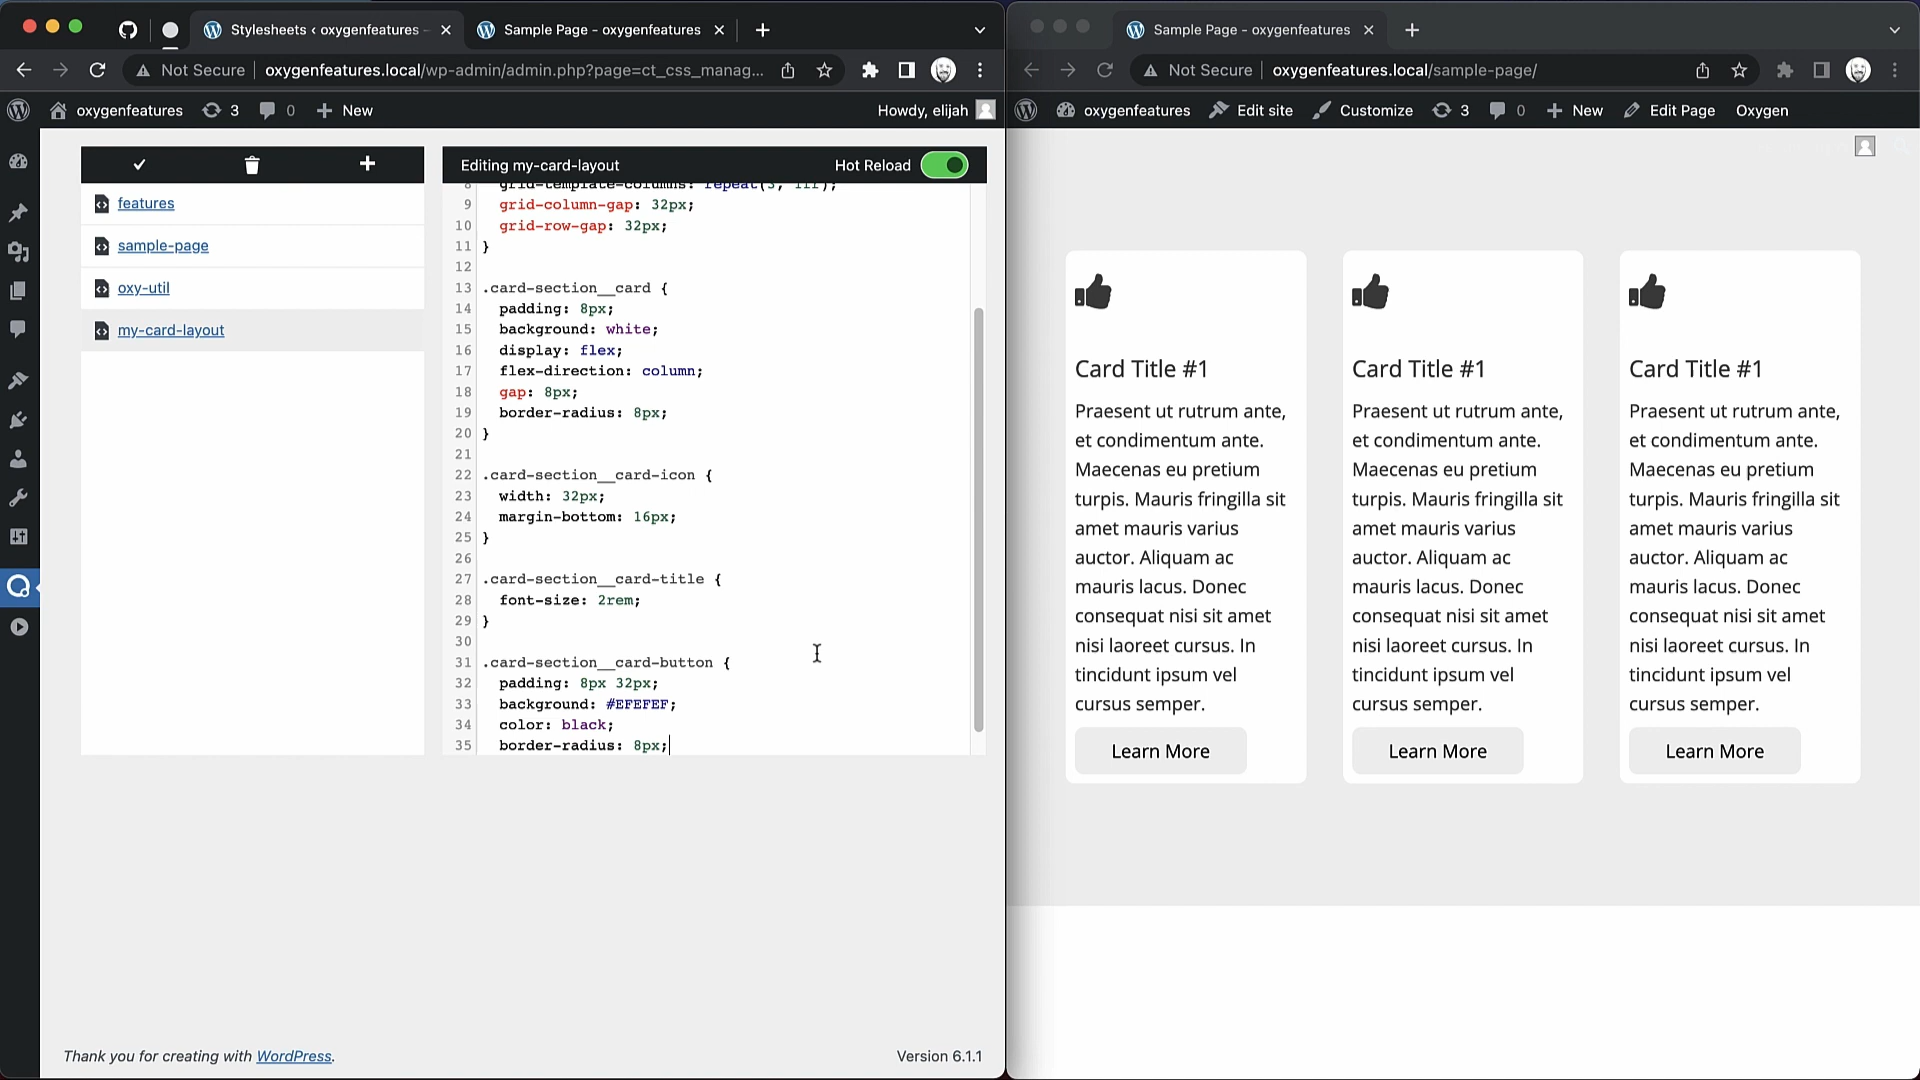 Stylesheets ‹ oxygenfeatures -
Sample Page - oxygenfeatures
Not Secure
oxygenfeatures.local/wp-admin/admin.php?page=ct_css_manag...
oxygenfeatures
3
0
New
Howdy, elijah
features
sample-page
oxy-util
my-card-layout
Editing my-card-layout
Hot Reload
8 grid-template-columns: repeat(3, 1fr);
9 grid-column-gap: 32px;
10 grid-row-gap: 32px;
11 }
12
13 .card-section__card {
14 padding: 8px;
15 background: white;
16 display: flex;
17 flex-direction: column;
18 gap: 8px;
19 border-radius: 8px;
20 }
21
22 .card-section__card-icon {
23 width: 32px;
24 margin-bottom: 16px;
25 }
26
27 .card-section__card-title {
28 font-size: 2rem;
29 }
30
31 .card-section__card-button {
32 padding: 8px 32px;
33 background: #EFEFEF;
34 color: black;
35 border-radius: 8px;
Thank you for creating with WordPress.
Version 6.1.1
Sample Page - oxygenfeatures
Not Secure
oxygenfeatures.local/sample-page/
oxygenfeatures
Edit site
Customize
3
0
New
Edit Page
Oxygen
Card Title #1
Praesent ut rutrum ante,
et condimentum ante.
Maecenas eu pretium
turpis. Mauris fringilla sit
amet mauris varius
auctor. Aliquam ac
mauris lacus. Donec
consequat nisi sit amet
nisi laoreet cursus. In
tincidunt ipsum vel
cursus semper.
Learn More
Card Title #1
Praesent ut rutrum ante,
et condimentum ante.
Maecenas eu pretium
turpis. Mauris fringilla sit
amet mauris varius
auctor. Aliquam ac
mauris lacus. Donec
consequat nisi sit amet
nisi laoreet cursus. In
tincidunt ipsum vel
cursus semper.
Learn More
Card Title #1
Praesent ut rutrum ante,
et condimentum ante.
Maecenas eu pretium
turpis. Mauris fringilla sit
amet mauris varius
auctor. Aliquam ac
mauris lacus. Donec
consequat nisi sit amet
nisi laoreet cursus. In
tincidunt ipsum vel
cursus semper.
Learn More